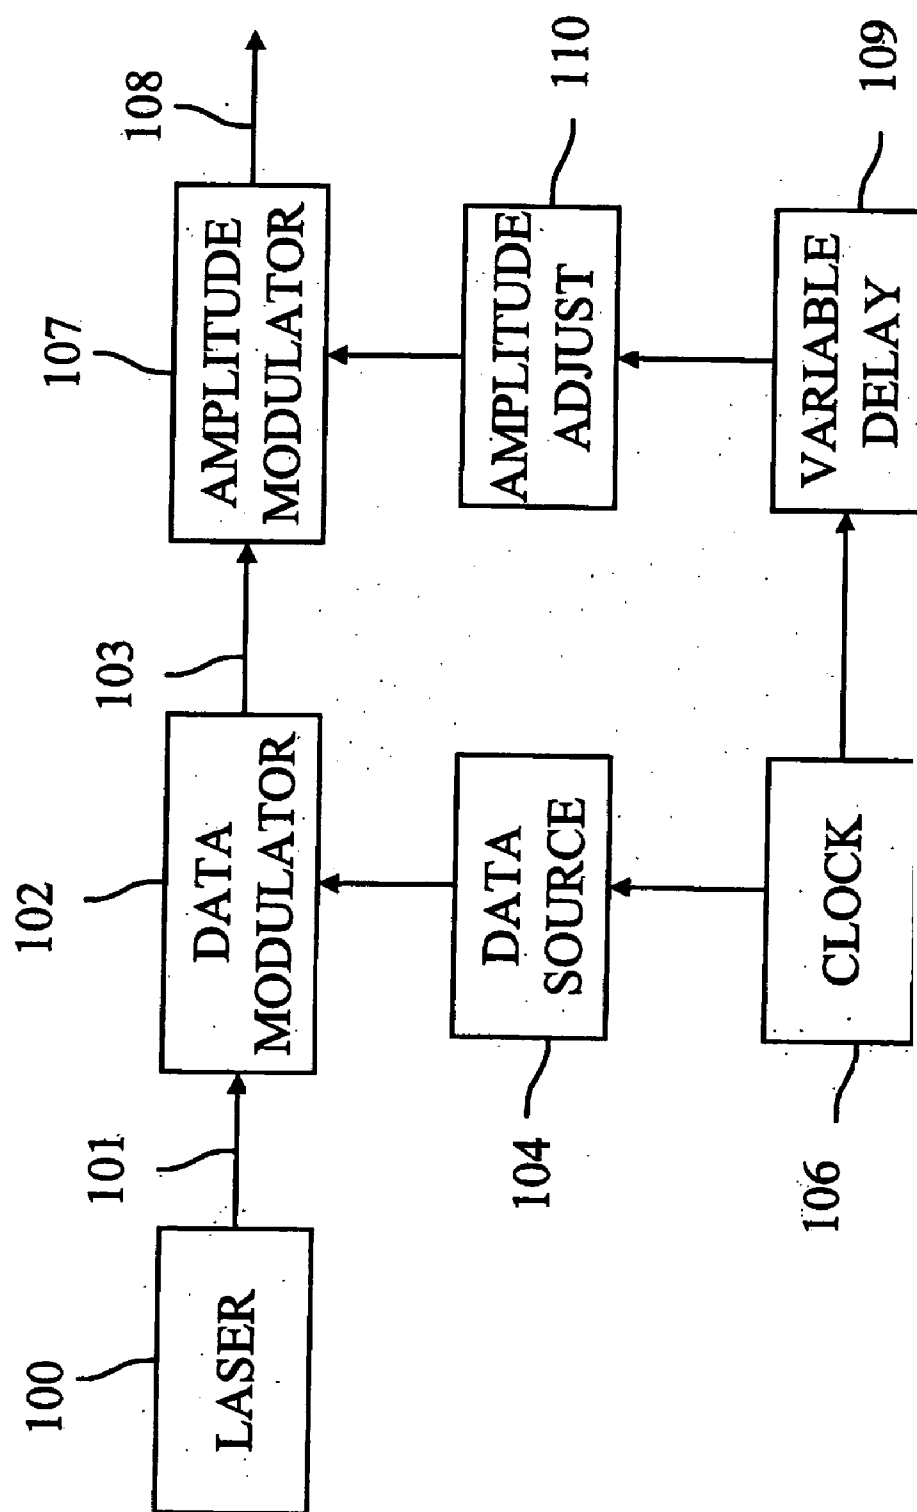 100
LASER
101
102
DATA
MODULATOR
103
107
AMPLITUDE
MODULATOR
108
104
DATA
SOURCE
AMPLITUDE
ADJUST
110
106
CLOCK
VARIABLE
DELAY
109